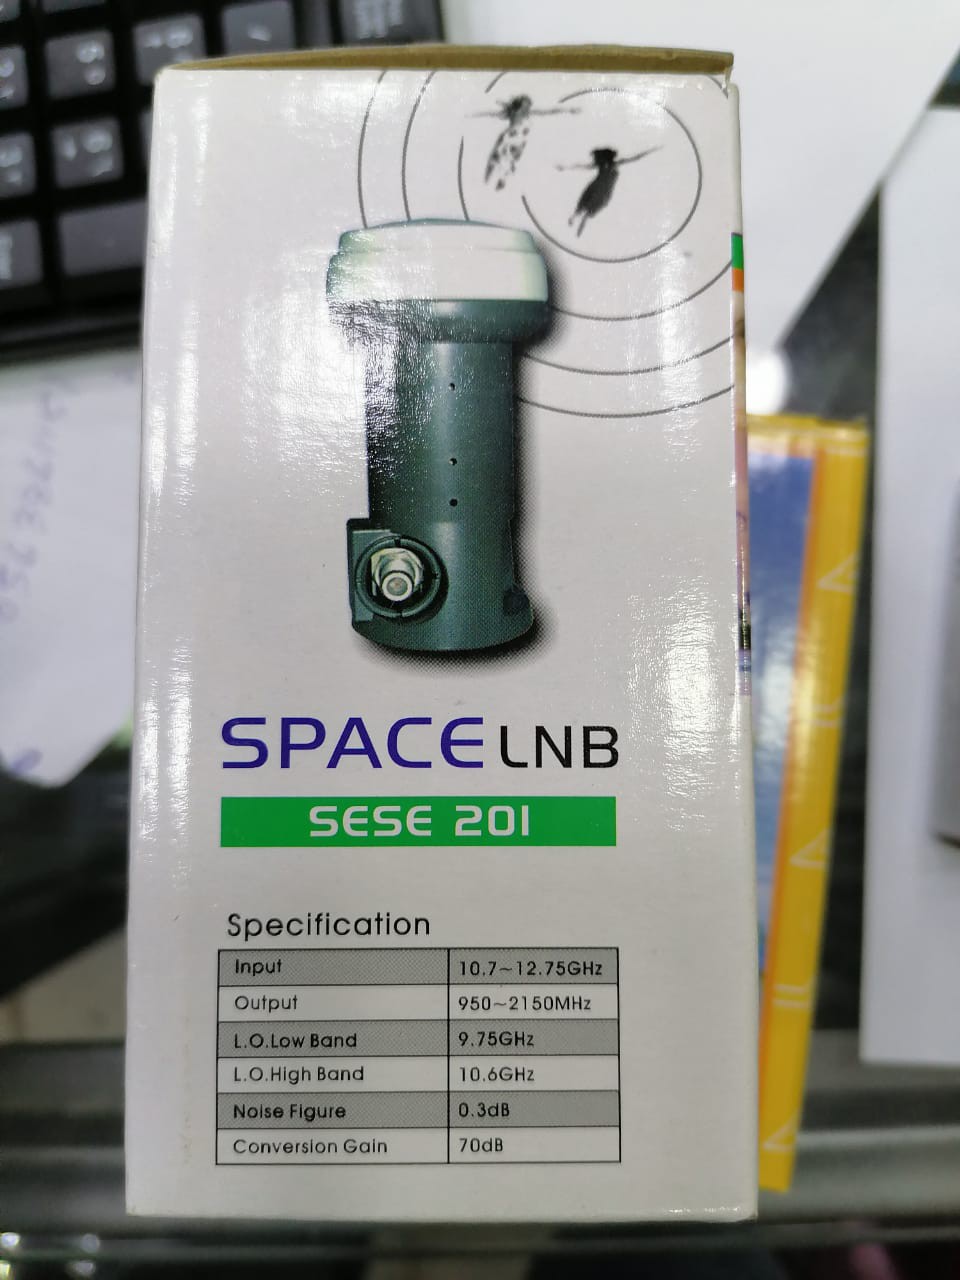 SPACE LNB
SESE 201
Specification
Input 10.7~12.75GHz
Output 950~2150MHz
L.O.Low Band 9.75GHz
L.O.High Band 10.6GHz
Noise Figure 0.3dB
Conversion Gain 70dB